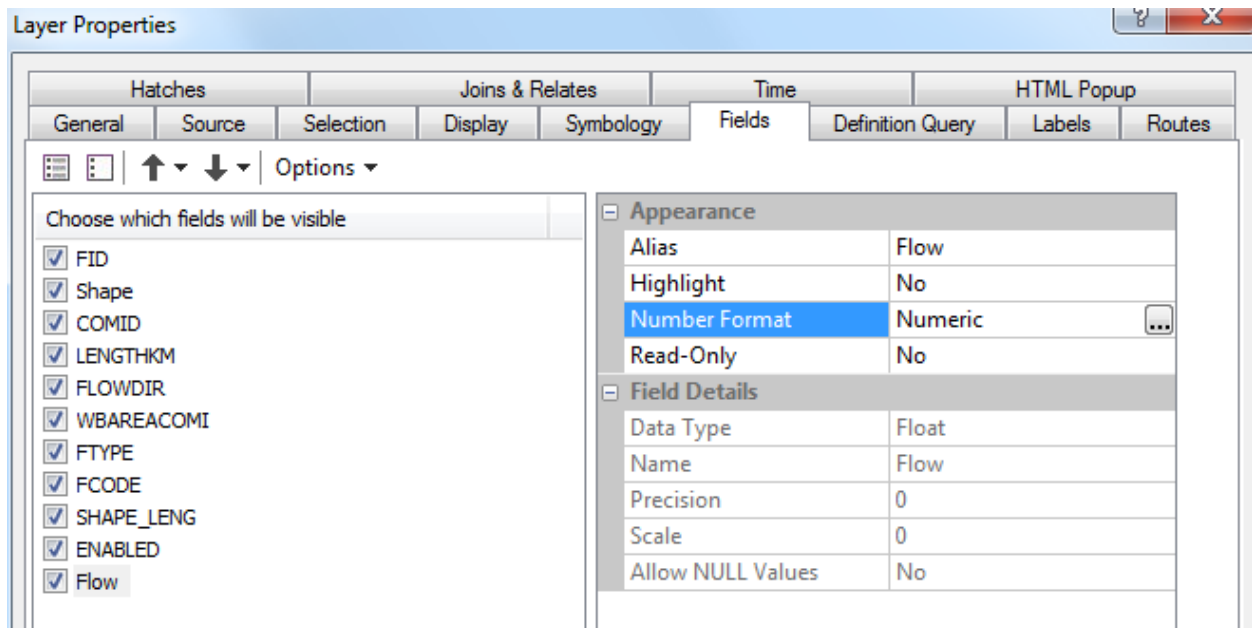 Layer Properties
?
X
Hatches Joins & Relates Time HTML Popup
General Source Selection Display Symbology Fields Definition Query Labels Routes
Options
Choose which fields will be visible
FID
Shape
COMID
LENGTHKM
FLOWDIR
WBAREACOMI
FTYPE
FCODE
SHAPE_LENG
ENABLED
Flow
Appearance
Alias Flow
Highlight No
Number Format Numeric ...
Read-Only No
Field Details
Data Type Float
Name Flow
Precision 0
Scale 0
Allow NULL Values No